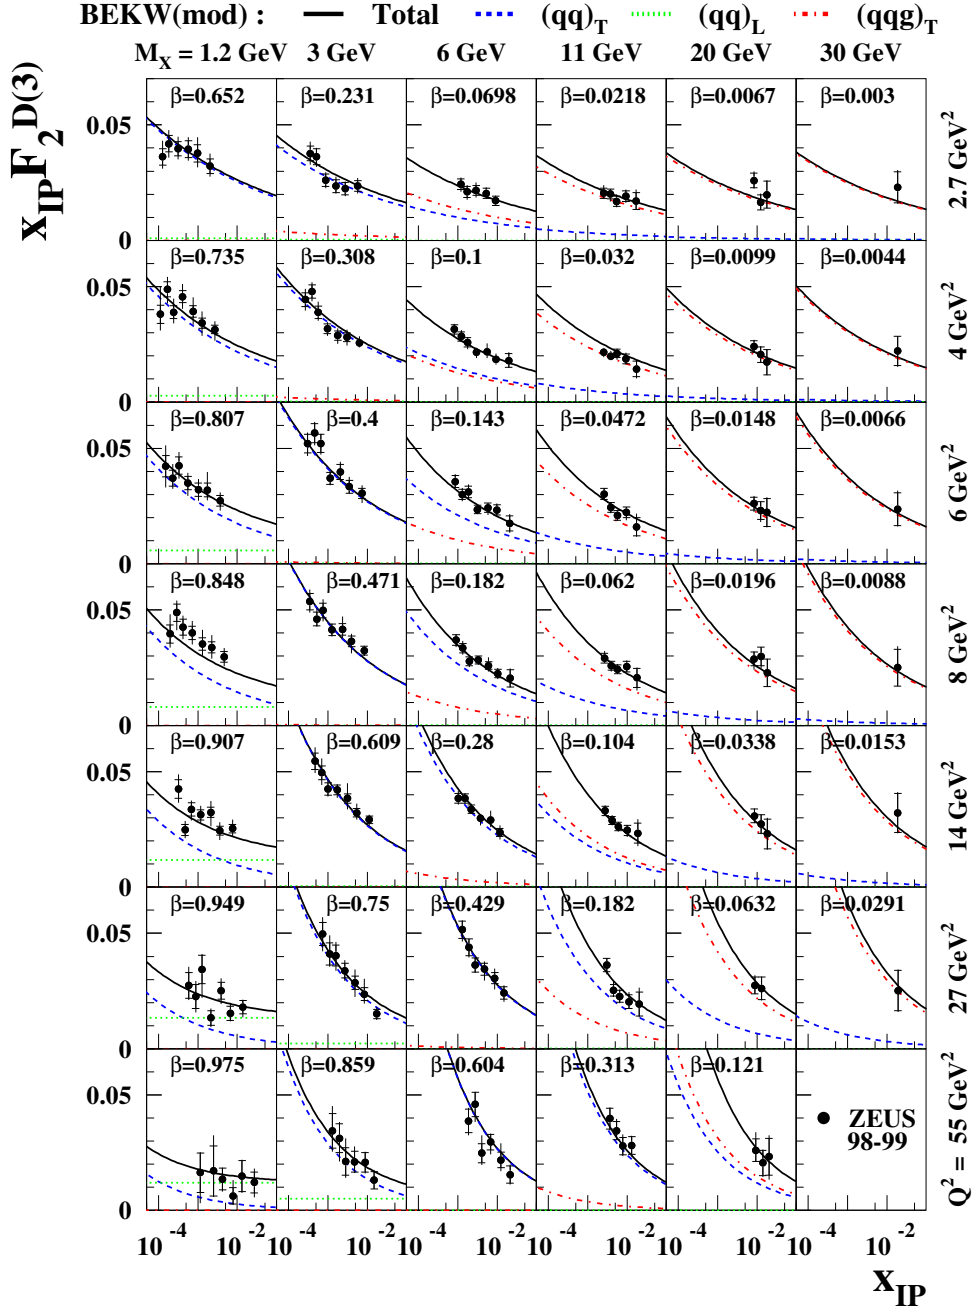 BEKW(mod) : Total (qq)T (qq)L (qqg)T
MX = 1.2 GeV 3 GeV 6 GeV 11 GeV 20 GeV 30 GeV
xIPF2D(3)
β=0.652 β=0.231 β=0.0698 β=0.0218 β=0.0067 β=0.003
0.05
2.7 GeV2
0
β=0.735 β=0.308 β=0.1 β=0.032 β=0.0099 β=0.0044
0.05
4 GeV2
0
β=0.807 β=0.4 β=0.143 β=0.0472 β=0.0148 β=0.0066
0.05
6 GeV2
0
β=0.848 β=0.471 β=0.182 β=0.062 β=0.0196 β=0.0088
0.05
8 GeV2
0
β=0.907 β=0.609 β=0.28 β=0.104 β=0.0338 β=0.0153
0.05
14 GeV2
0
β=0.949 β=0.75 β=0.429 β=0.182 β=0.0632 β=0.0291
0.05
27 GeV2
0
β=0.975 β=0.859 β=0.604 β=0.313 β=0.121
0.05
ZEUS
98-99
Q2 = 55 GeV2
0
10-4 10-2 10-4 10-2 10-4 10-2 10-4 10-2 10-4 10-2 10-4 10-2
xIP